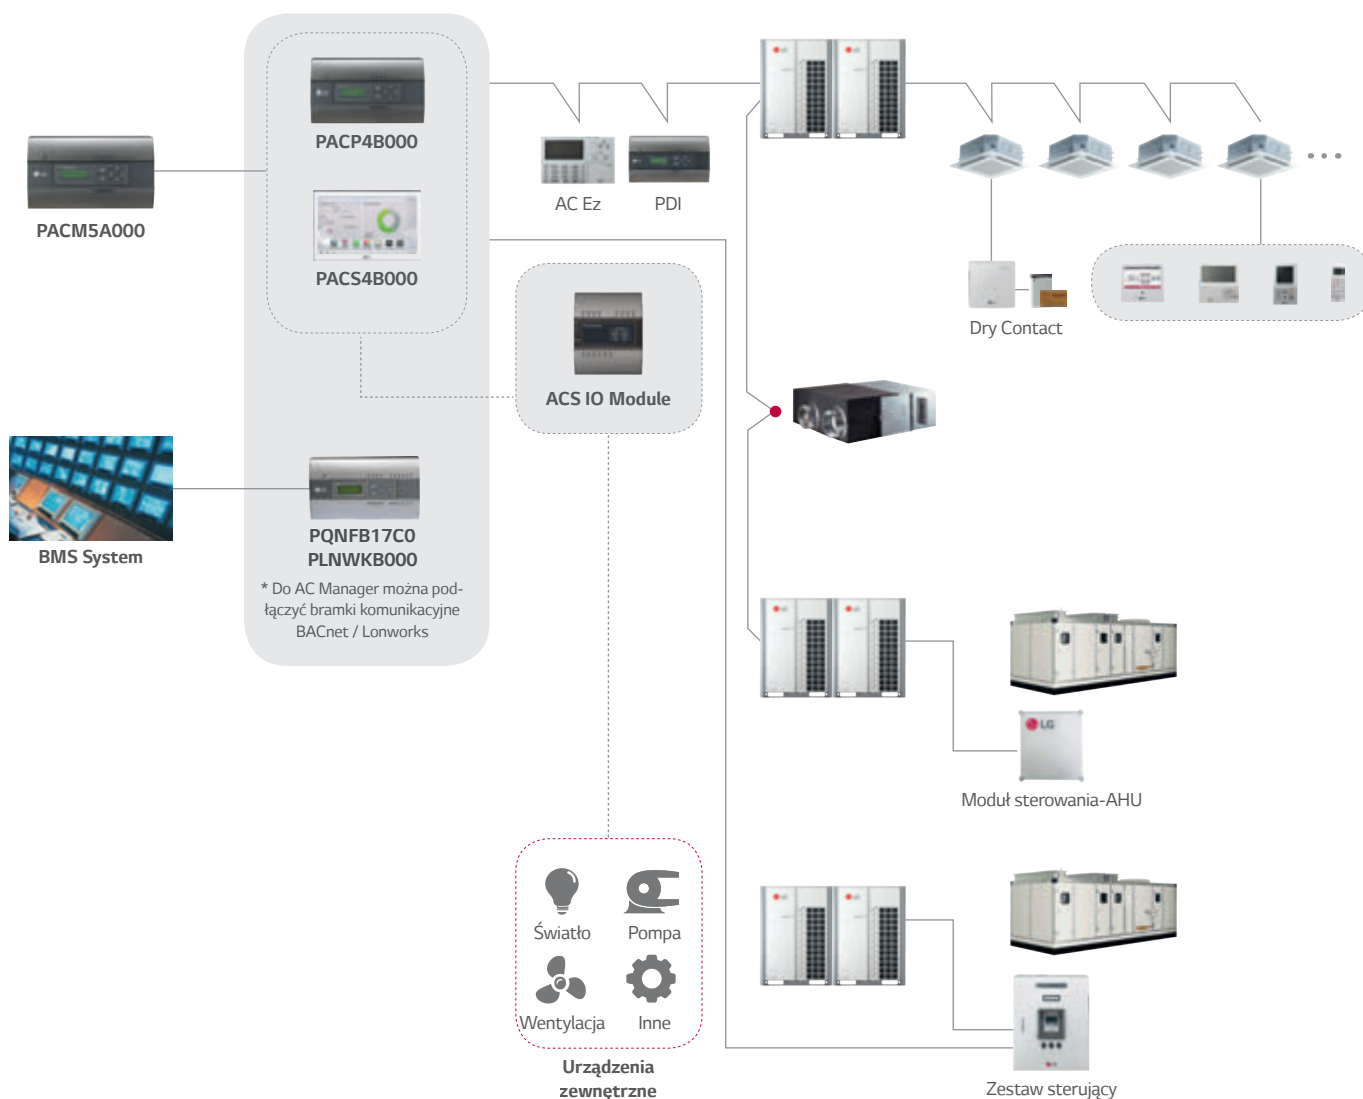 PACP4B000
PACM5A000
PACS4B000
AC Ez
PDI
Dry Contact
ACS IO Module
BMS System
PQNFB17C0
PLNWKB000
* Do AC Manager można pod-
łączyć bramki komunikacyjne
BACnet / Lonworks
LG
Moduł sterowania-AHU
Światło
Pompa
Wentylacja
Inne
Urządzenia
zewnętrzne
Zestaw sterujący